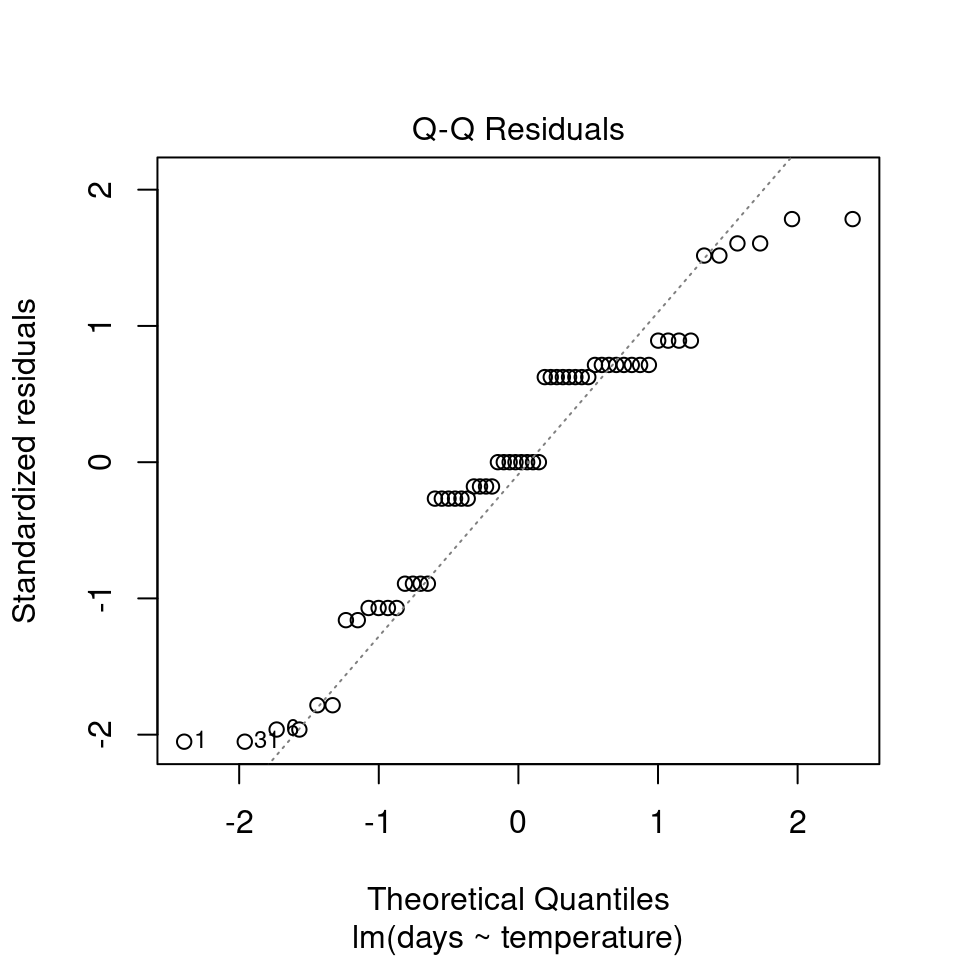 Q-Q Residuals
Standardized residuals
2
1
0
-1
-2
1
31
6
-2 -1 0 1 2
Theoretical Quantiles
lm(days ~ temperature)